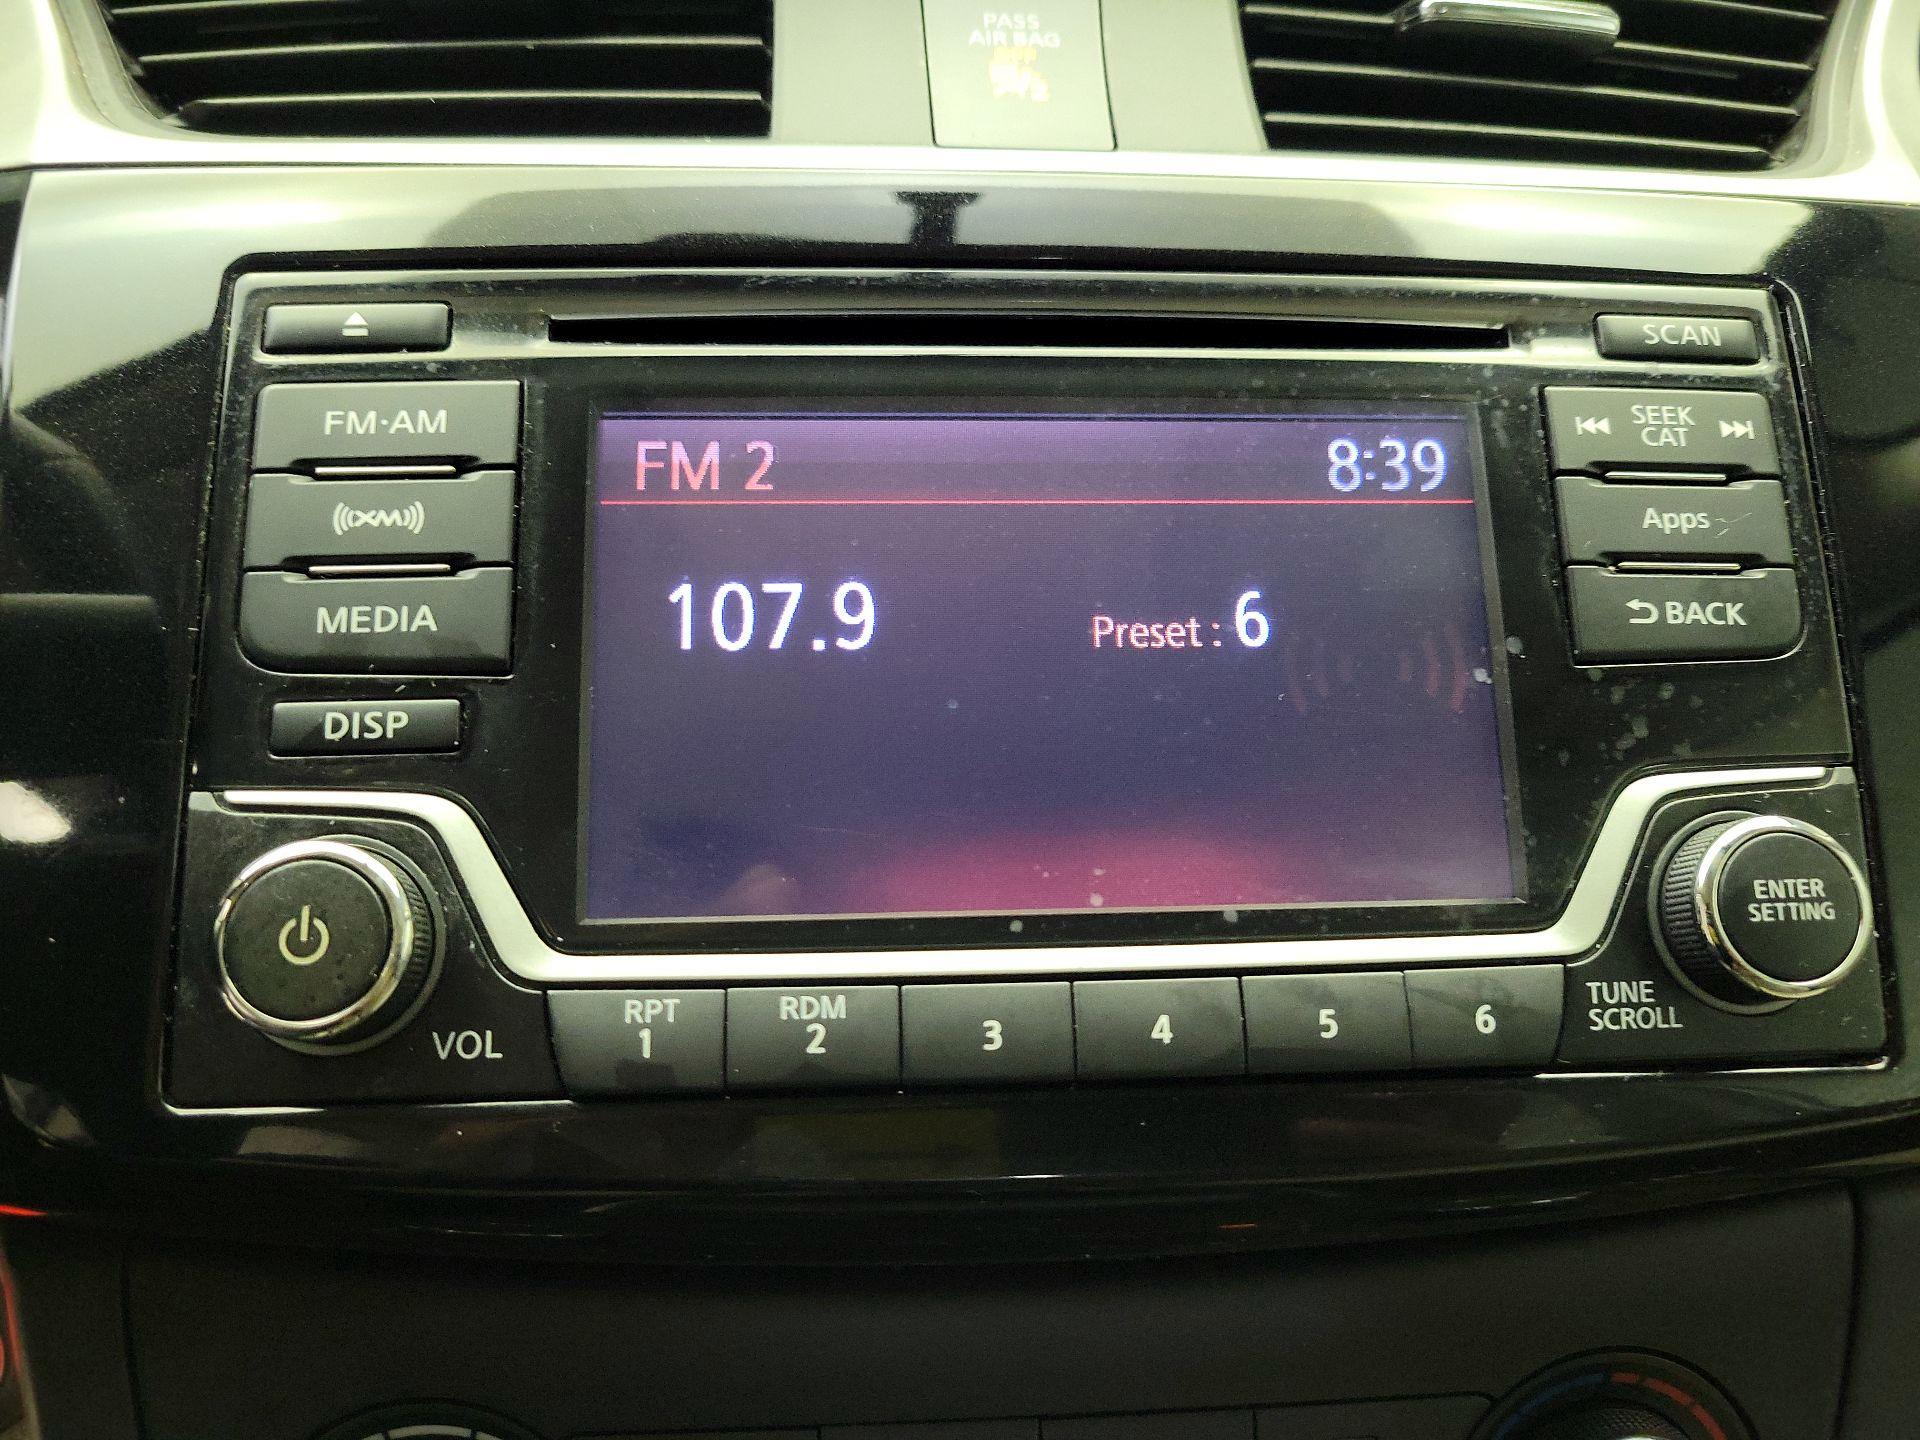 PASS
AIR BAG
OFF
SCAN
FM·AM
SEEK
CAT
FM 2 8:39
XM
Apps
107.9 Preset : 6
MEDIA
BACK
DISP
ENTER
SETTING
VOL
RPT
1
RDM
2
3
4
5
6
TUNE
SCROLL